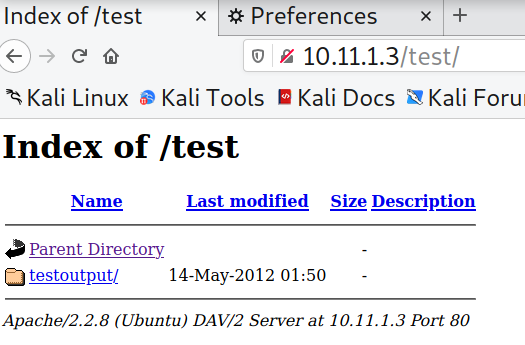 Index of /test × Preferences × +
10.11.1.3/test/
Kali Linux Kali Tools Kali Docs Kali Foru
Index of /test
Name Last modified Size Description
Parent Directory -
testoutput/ 14-May-2012 01:50 -
Apache/2.2.8 (Ubuntu) DAV/2 Server at 10.11.1.3 Port 80